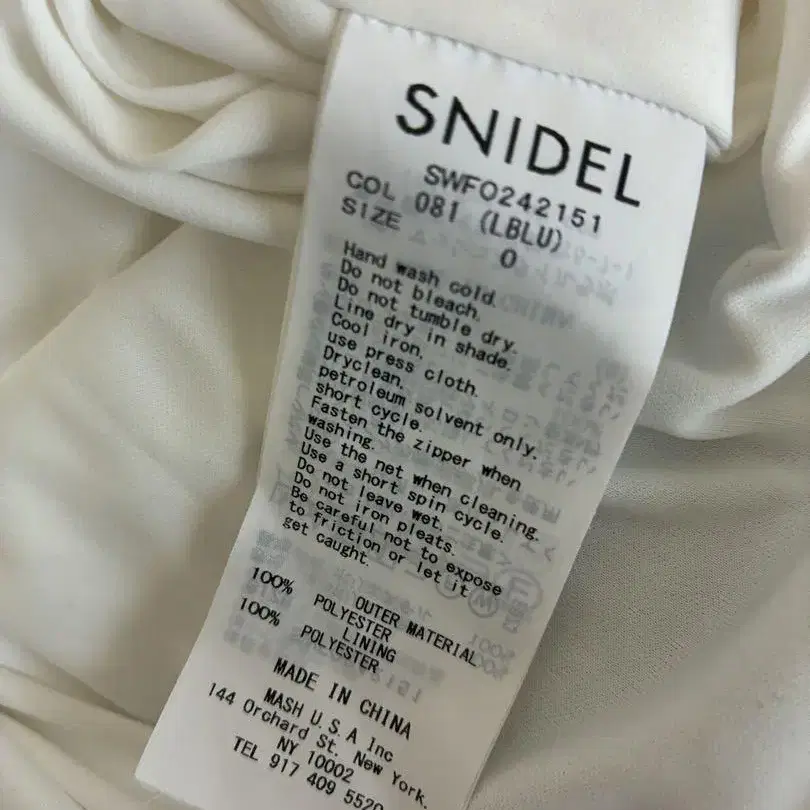 SNIDEL
SWFO242151
COL 081 (LBLU)
SIZE 0
Hand wash cold.
Do not bleach.
Do not tumble dry.
Line dry in shade.
Cool iron,
use press cloth.
Dryclean,
petroleum solvent only.
short cycle.
Fasten the zipper when
washing.
Use the net when cleaning.
Use a short spin cycle.
Do not leave wet.
Do not iron pleats.
Be careful not to expose
to friction or let it
get caught.
OUTER MATERIAL
100% POLYESTER
LINING
100% POLYESTER
MADE IN CHINA
MASH U.S.A Inc
144 Orchard St. New York.
NY 10002
TEL 917 409 5520